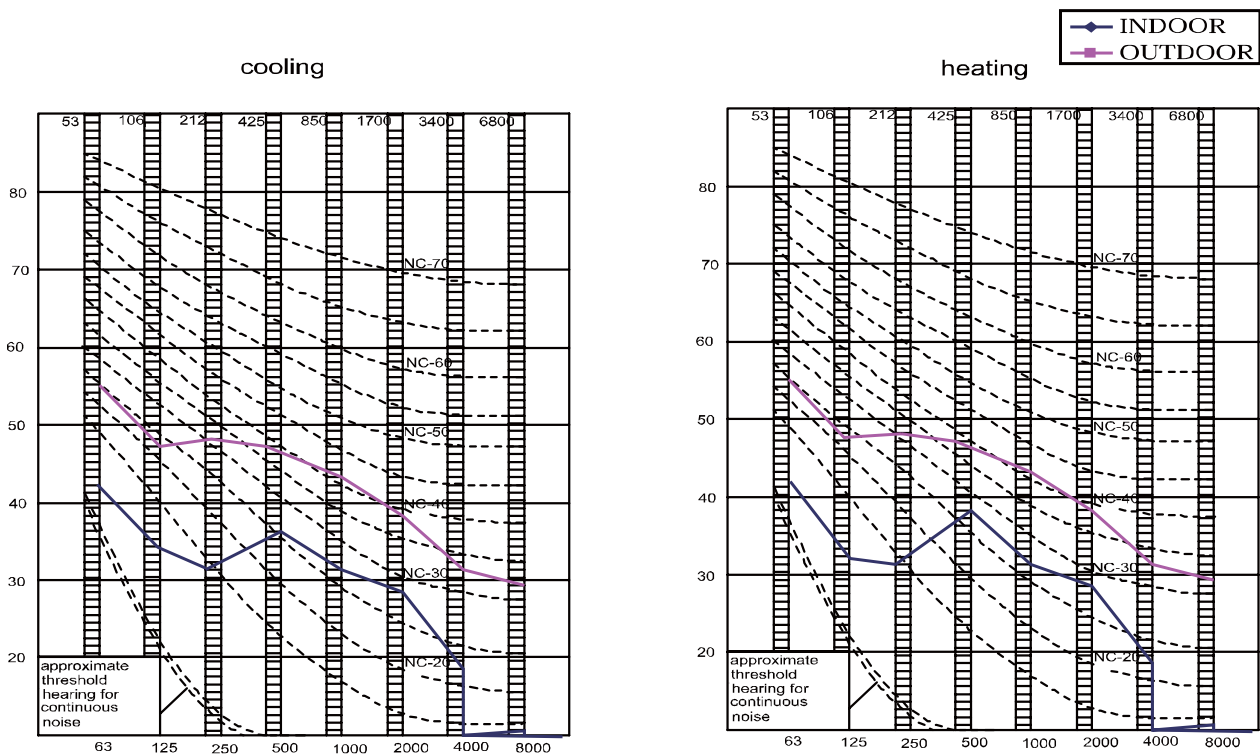 INDOOR
OUTDOOR
cooling
53 106 212 425 850 1700 3400 6800
80
70
60
50
40
30
20
NC-70
NC-60
NC-50
NC-40
NC-30
NC-20
approximate
threshold
hearing for
continuous
noise
63 125 250 500 1000 2000 4000 8000
heating
53 106 212 425 850 1700 3400 6800
80
70
60
50
40
30
20
NC-70
NC-60
NC-50
NC-40
NC-30
NC-20
approximate
threshold
hearing for
continuous
noise
63 125 250 500 1000 2000 4000 8000